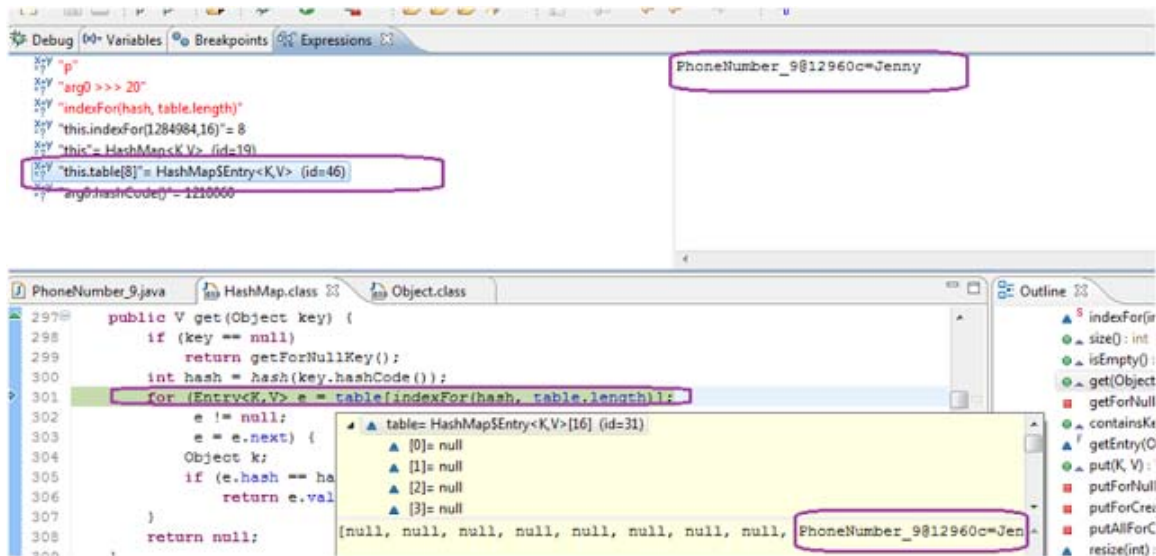 Debug Variables Breakpoints Expressions
"p"
"arg0 >>> 20"
"indexFor(hash, table.length)"
"this.indexFor(1284984,16)"= 8
"this"= HashMap<K,V> (id=19)
"this.table[8]"= HashMap$Entry<K,V> (id=46)
"arg0.hashCode()"= 1210060
PhoneNumber_9@12960c=Jenny
PhoneNumber_9.java HashMap.class Object.class
297 public V get(Object key) {
298 if (key == null)
299 return getForNullKey();
300 int hash = hash(key.hashCode());
301 for (Entry<K,V> e = table[indexFor(hash, table.length)];
302 e != null;
303 e = e.next) {
304 Object k;
305 if (e.hash == ha
306 return e.val
307 }
308 return null;
309
table= HashMap$Entry<K,V>[16] (id=31)
[0]= null
[1]= null
[2]= null
[3]= null
[null, null, null, null, null, null, null, null, PhoneNumber_9@12960c=Jen
Outline
S indexFor(in
size() : int
isEmpty() :
get(Object
getForNull
containsKe
F getEntry(O
put(K, V) :
putForNull
putForCrea
putAllForC
resize(int) :